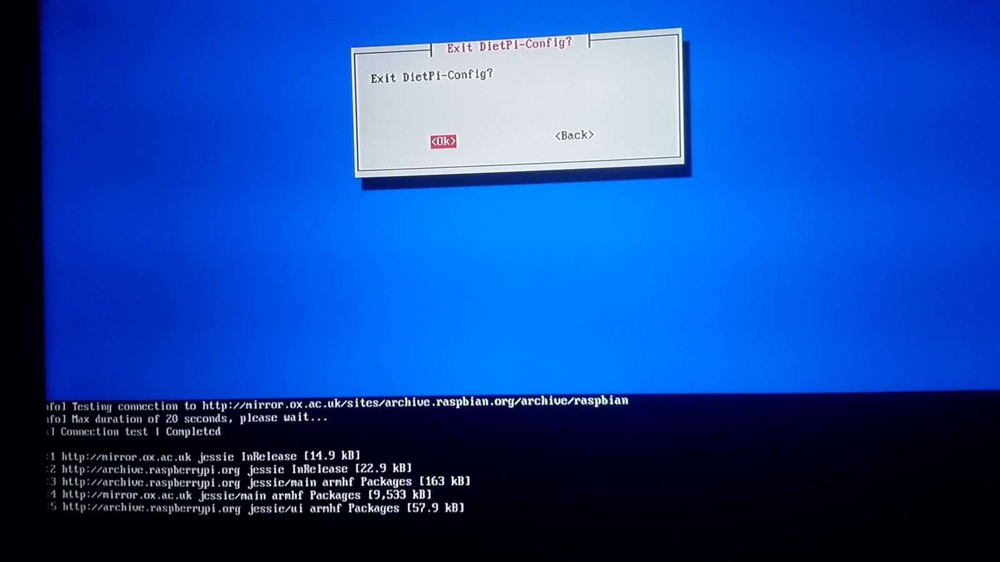 Exit DietPi-Config?
Exit DietPi-Config?
<Ok> <Back>
nfo] Testing connection to http://mirror.ox.ac.uk/sites/archive.raspbian.org/archive/raspbian
nfo] Max duration of 20 seconds, please wait...
] Connection test | Completed
:1 http://mirror.ox.ac.uk jessie InRelease [14.9 kB]
:2 http://archive.raspberrypi.org jessie InRelease [22.9 kB]
:3 http://archive.raspberrypi.org jessie/main armhf Packages [163 kB]
:4 http://mirror.ox.ac.uk jessie/main armhf Packages [9,533 kB]
:5 http://archive.raspberrypi.org jessie/ui armhf Packages [57.9 kB]